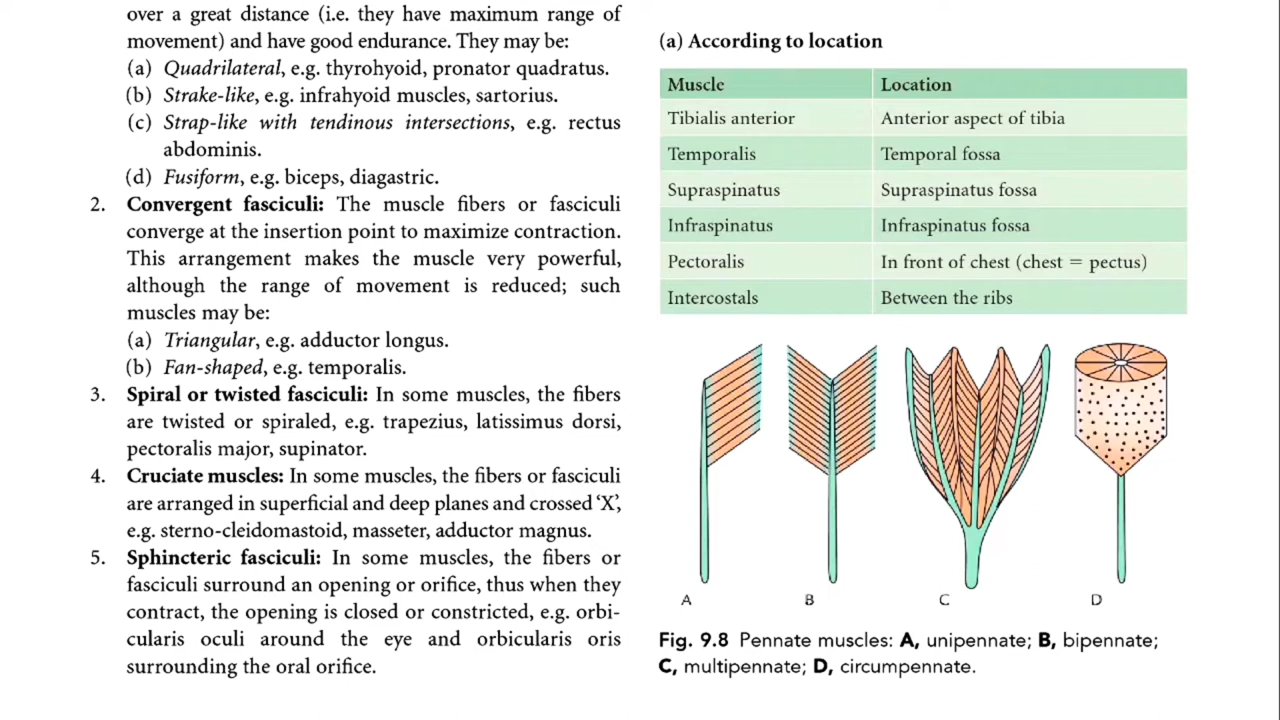 over a great distance (i.e. they have maximum range of
movement) and have good endurance. They may be:
(a) Quadrilateral, e.g. thyrohyoid, pronator quadratus.
(b) Strake-like, e.g. infrahyoid muscles, sartorius.
(c) Strap-like with tendinous intersections, e.g. rectus
abdominis.
(d) Fusiform, e.g. biceps, diagastric.
2. Convergent fasciculi: The muscle fibers or fasciculi
converge at the insertion point to maximize contraction.
This arrangement makes the muscle very powerful,
although the range of movement is reduced; such
muscles may be:
(a) Triangular, e.g. adductor longus.
(b) Fan-shaped, e.g. temporalis.
3. Spiral or twisted fasciculi: In some muscles, the fibers
are twisted or spiraled, e.g. trapezius, latissimus dorsi,
pectoralis major, supinator.
4. Cruciate muscles: In some muscles, the fibers or fasciculi
are arranged in superficial and deep planes and crossed ‘X’,
e.g. sterno-cleidomastoid, masseter, adductor magnus.
5. Sphincteric fasciculi: In some muscles, the fibers or
fasciculi surround an opening or orifice, thus when they
contract, the opening is closed or constricted, e.g. orbi-
cularis oculi around the eye and orbicularis oris
surrounding the oral orifice.
(a) According to location
Muscle Location
Tibialis anterior Anterior aspect of tibia
Temporalis Temporal fossa
Supraspinatus Supraspinatus fossa
Infraspinatus Infraspinatus fossa
Pectoralis In front of chest (chest = pectus)
Intercostals Between the ribs
A B C D
Fig. 9.8 Pennate muscles: A, unipennate; B, bipennate;
C, multipennate; D, circumpennate.